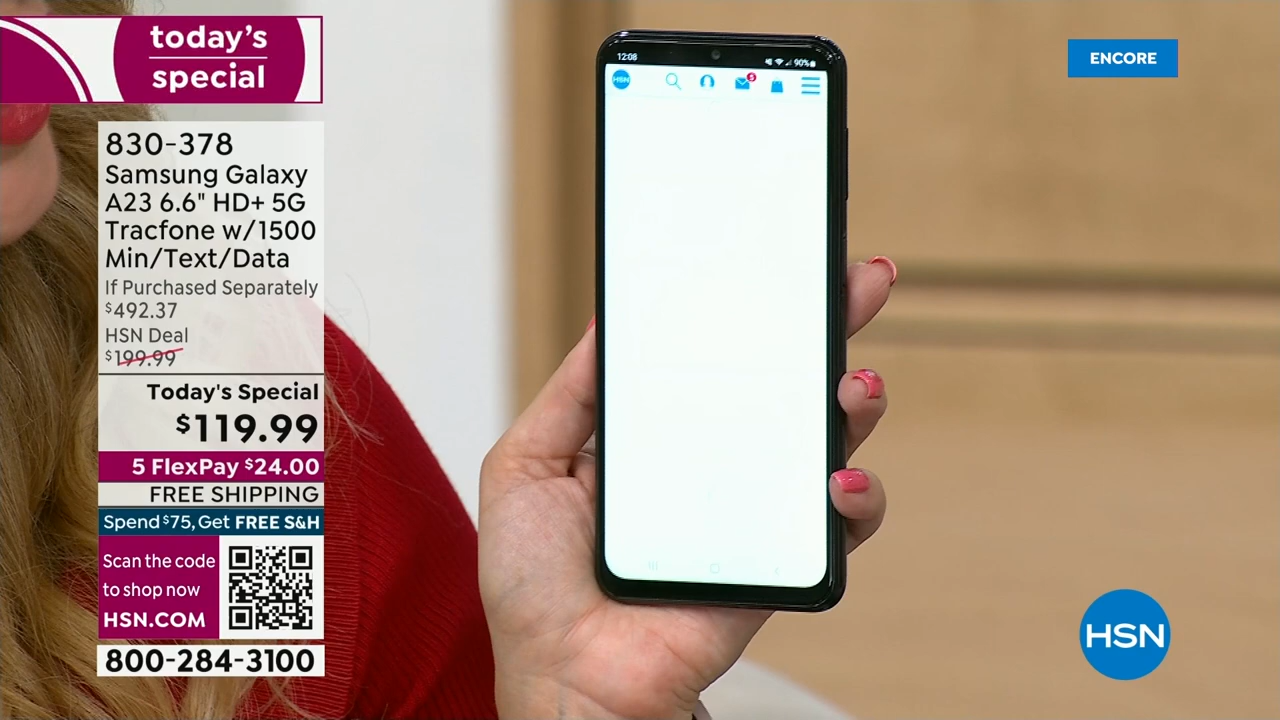 today's
special
830-378
Samsung Galaxy
A23 6.6" HD+ 5G
Tracfone w/1500
Min/Text/Data
If Purchased Separately
$492.37
HSN Deal
$199.99
Today's Special
$119.99
5 FlexPay $24.00
FREE SHIPPING
Spend $75, Get FREE S&H
Scan the code
to shop now
HSN.COM
800-284-3100
12:08
90%
HSN
5
ENCORE
HSN